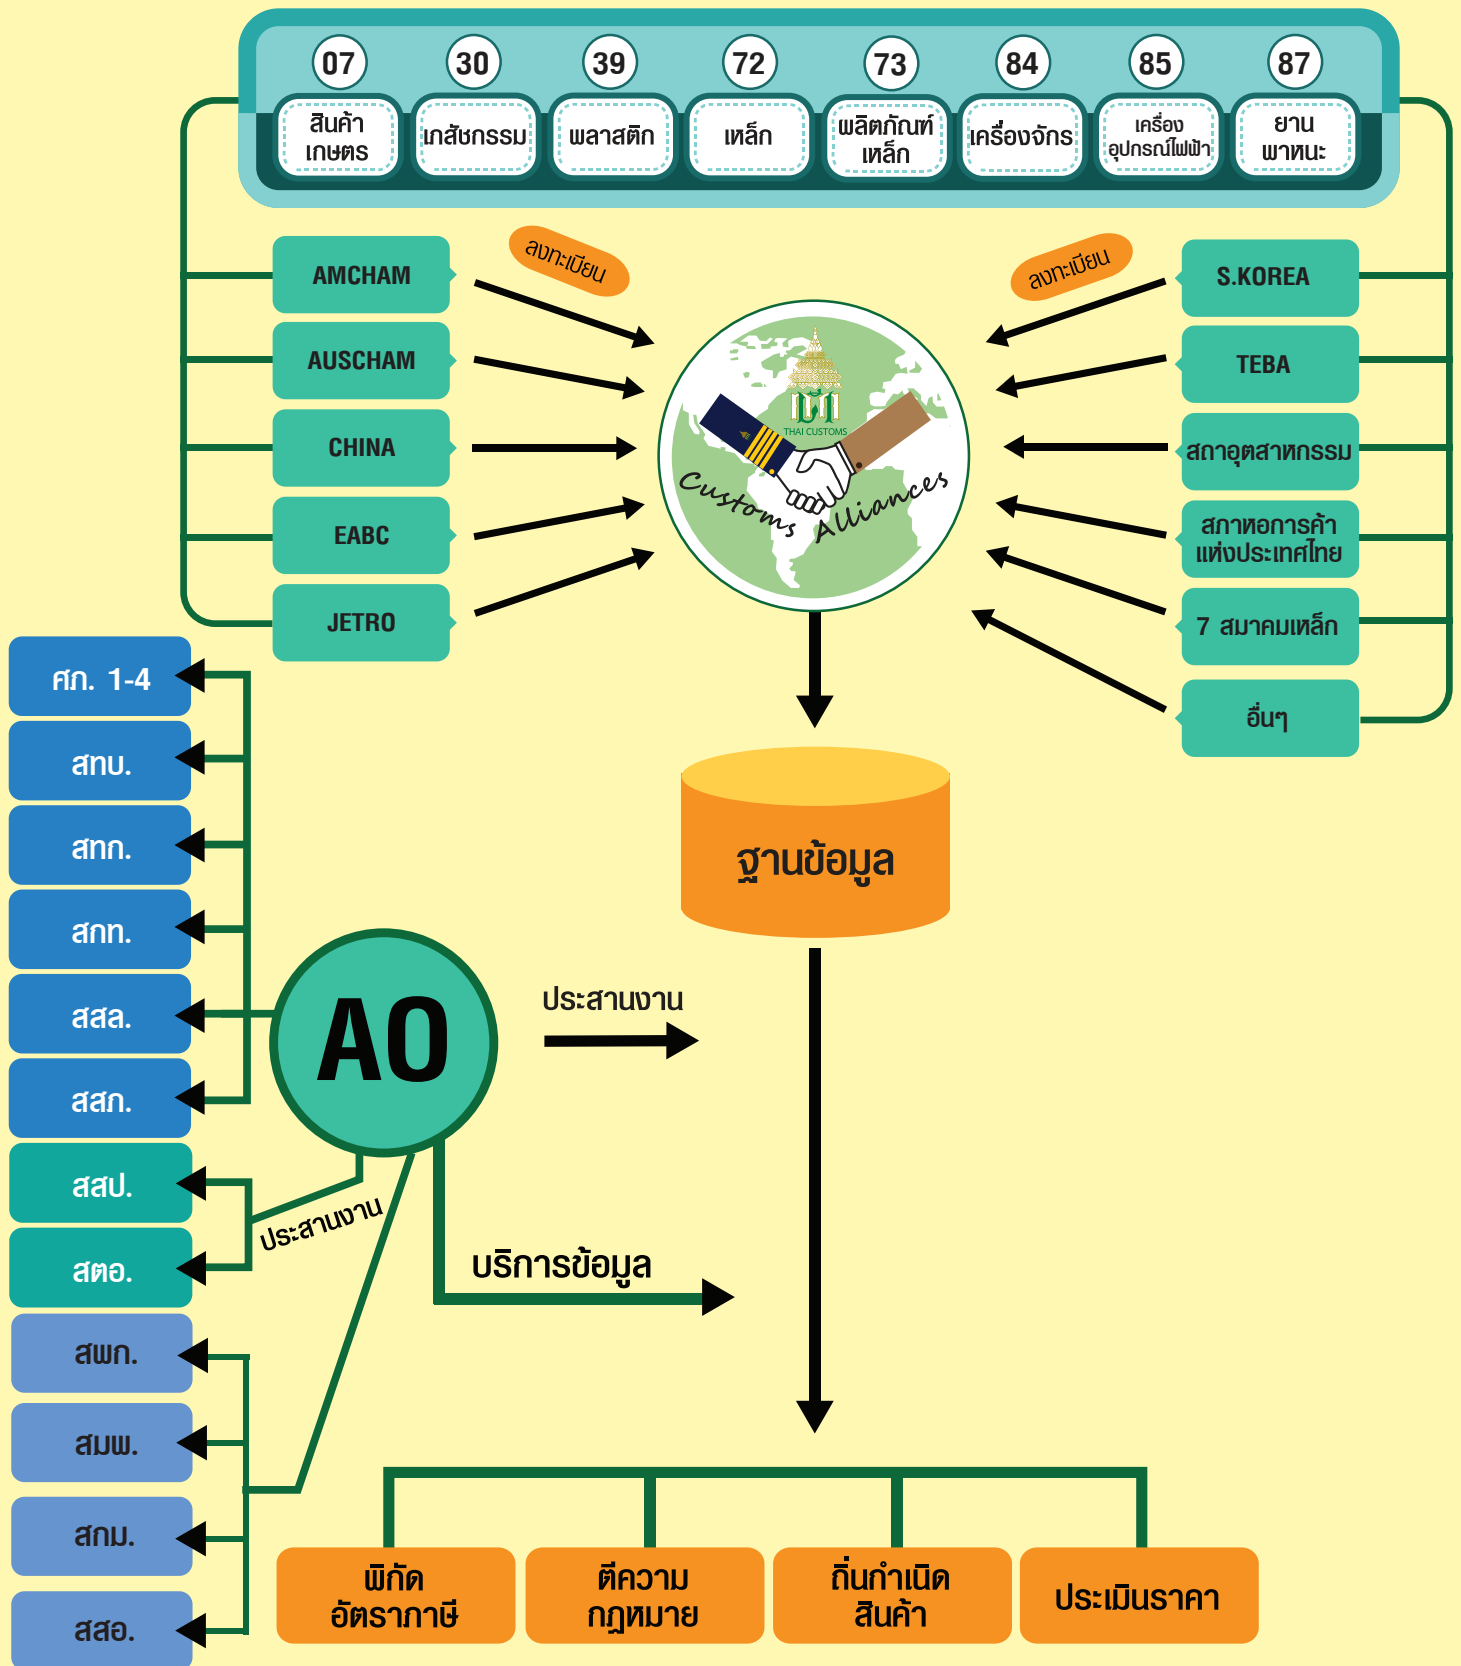 07
30
39
72
73
84
85
87
สินค้า
เกษตร
เภสัชกรรม
พลาสติก
เหล็ก
ผลิตภัณฑ์
เหล็ก
เครื่องจักร
เครื่อง
อุปกรณ์ไฟฟ้า
ยาน
พาหนะ
ลงทะเบียน
ลงทะเบียน
AMCHAM
AUSCHAM
CHINA
EABC
JETRO
S.KOREA
TEBA
สถาอุตสาหกรรม
สภาหอการค้า
แห่งประเทศไทย
7 สมาคมเหล็ก
อื่นๆ
THAI CUSTOMS
Customs Alliances
ฐานข้อมูล
ศภ. 1-4
สทบ.
สทก.
สกท.
สสล.
สสภ.
สสป.
สตอ.
สพก.
สมพ.
สกม.
สสอ.
AO
ประสานงาน
ประสานงาน
บริการข้อมูล
พิกัด
อัตราภาษี
ตีความ
กฎหมาย
ถิ่นกำเนิด
สินค้า
ประเมินราคา